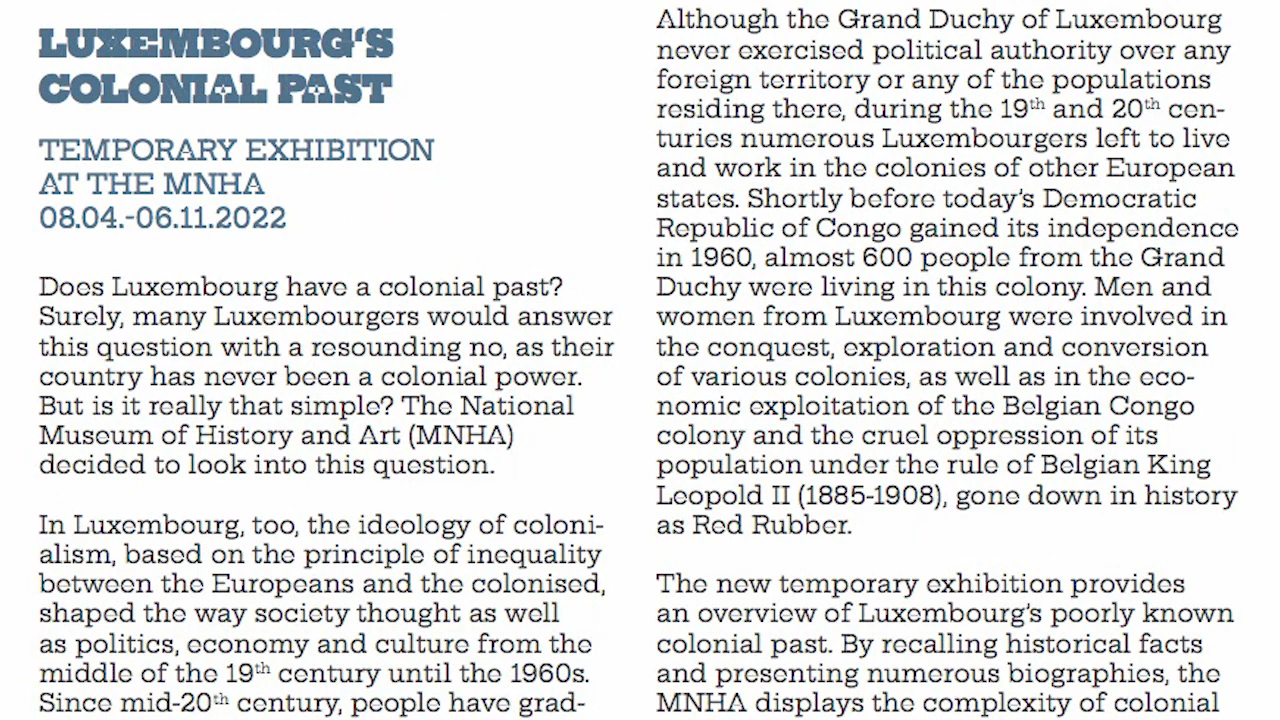 LUXEMBOURG‘S
COLONIAL PAST
TEMPORARY EXHIBITION
AT THE MNHA
08.04.-06.11.2022
Does Luxembourg have a colonial past?
Surely, many Luxembourgers would answer
this question with a resounding no, as their
country has never been a colonial power.
But is it really that simple? The National
Museum of History and Art (MNHA)
decided to look into this question.
In Luxembourg, too, the ideology of coloni-
alism, based on the principle of inequality
between the Europeans and the colonised,
shaped the way society thought as well
as politics, economy and culture from the
middle of the 19th century until the 1960s.
Since mid-20th century, people have grad-
Although the Grand Duchy of Luxembourg
never exercised political authority over any
foreign territory or any of the populations
residing there, during the 19th and 20th cen-
turies numerous Luxembourgers left to live
and work in the colonies of other European
states. Shortly before today’s Democratic
Republic of Congo gained its independence
in 1960, almost 600 people from the Grand
Duchy were living in this colony. Men and
women from Luxembourg were involved in
the conquest, exploration and conversion
of various colonies, as well as in the eco-
nomic exploitation of the Belgian Congo
colony and the cruel oppression of its
population under the rule of Belgian King
Leopold II (1885-1908), gone down in history
as Red Rubber.
The new temporary exhibition provides
an overview of Luxembourg’s poorly known
colonial past. By recalling historical facts
and presenting numerous biographies, the
MNHA displays the complexity of colonial